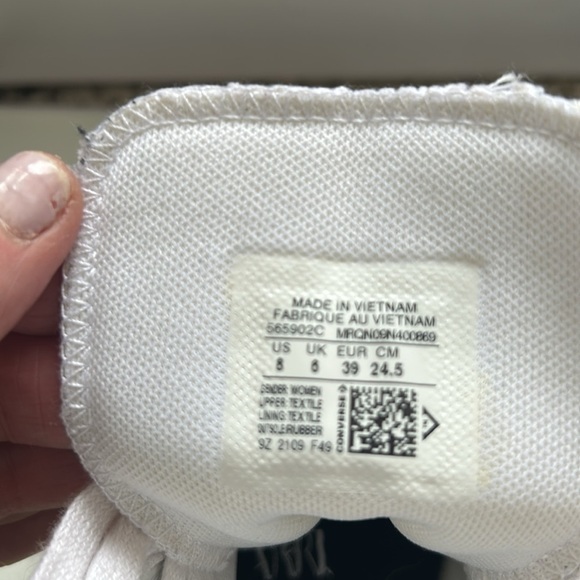 MADE IN VIETNAM
FABRIQUE AU VIETNAM
565902C MRQN09N400869
US UK EUR CM
8 6 39 24.5
GENDER: WOMEN
UPPER: TEXTILE
LINING: TEXTILE
OUTSOLE: RUBBER
9Z 2109 F49
CONVERSE